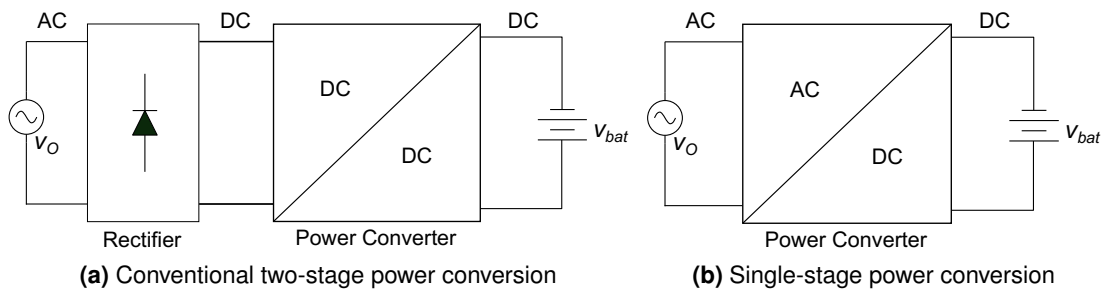 AC
DC
DC
DC
DC
v_O
v_bat
Rectifier
Power Converter
(a) Conventional two-stage power conversion
AC
DC
AC
DC
v_O
v_bat
Power Converter
(b) Single-stage power conversion